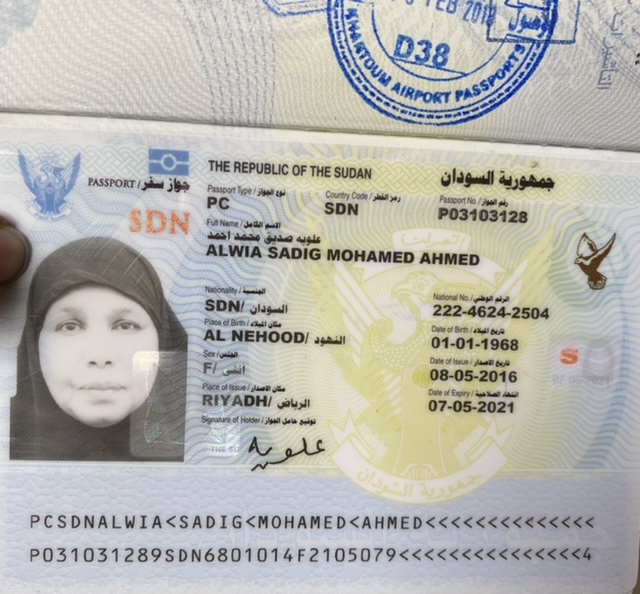 FEB 201
D38
KHARTOUM AIRPORT PASSPORTS
THE REPUBLIC OF THE SUDAN
جمهورية السودان
PASSPORT / جواز سفر
Passport Type / نوع الجواز
Country Code / رمز القطر
Passport No. / رقم الجواز
PC
SDN
P03103128
SDN
Full Name / الاسم الكامل
علويه صديق محمد احمد
ALWIA SADIG MOHAMED AHMED
Nationality / الجنسية
National No. / الرقم الوطني
SDN/ السودان
222-4624-2504
Place of Birth / مكان الميلاد
Date of Birth / تاريخ الميلاد
AL NEHOOD/ النهود
01-01-1968
Sex / الجنس
Date of Issue / تاريخ الاصدار
F/ انثى
08-05-2016
Place of Issue / مكان الاصدار
Date of Expiry / انتهاء الصلاحية
RIYADH/ الرياض
07-05-2021
Signature of Holder / توقيع حامل الجواز
علوية
جمهورية السودان
PCSDNALWIA<SADIG<MOHAMED<AHMED<<<<<<<<<<<<<<
P031031289SDN6801014F2105079<<<<<<<<<<<<<<<4